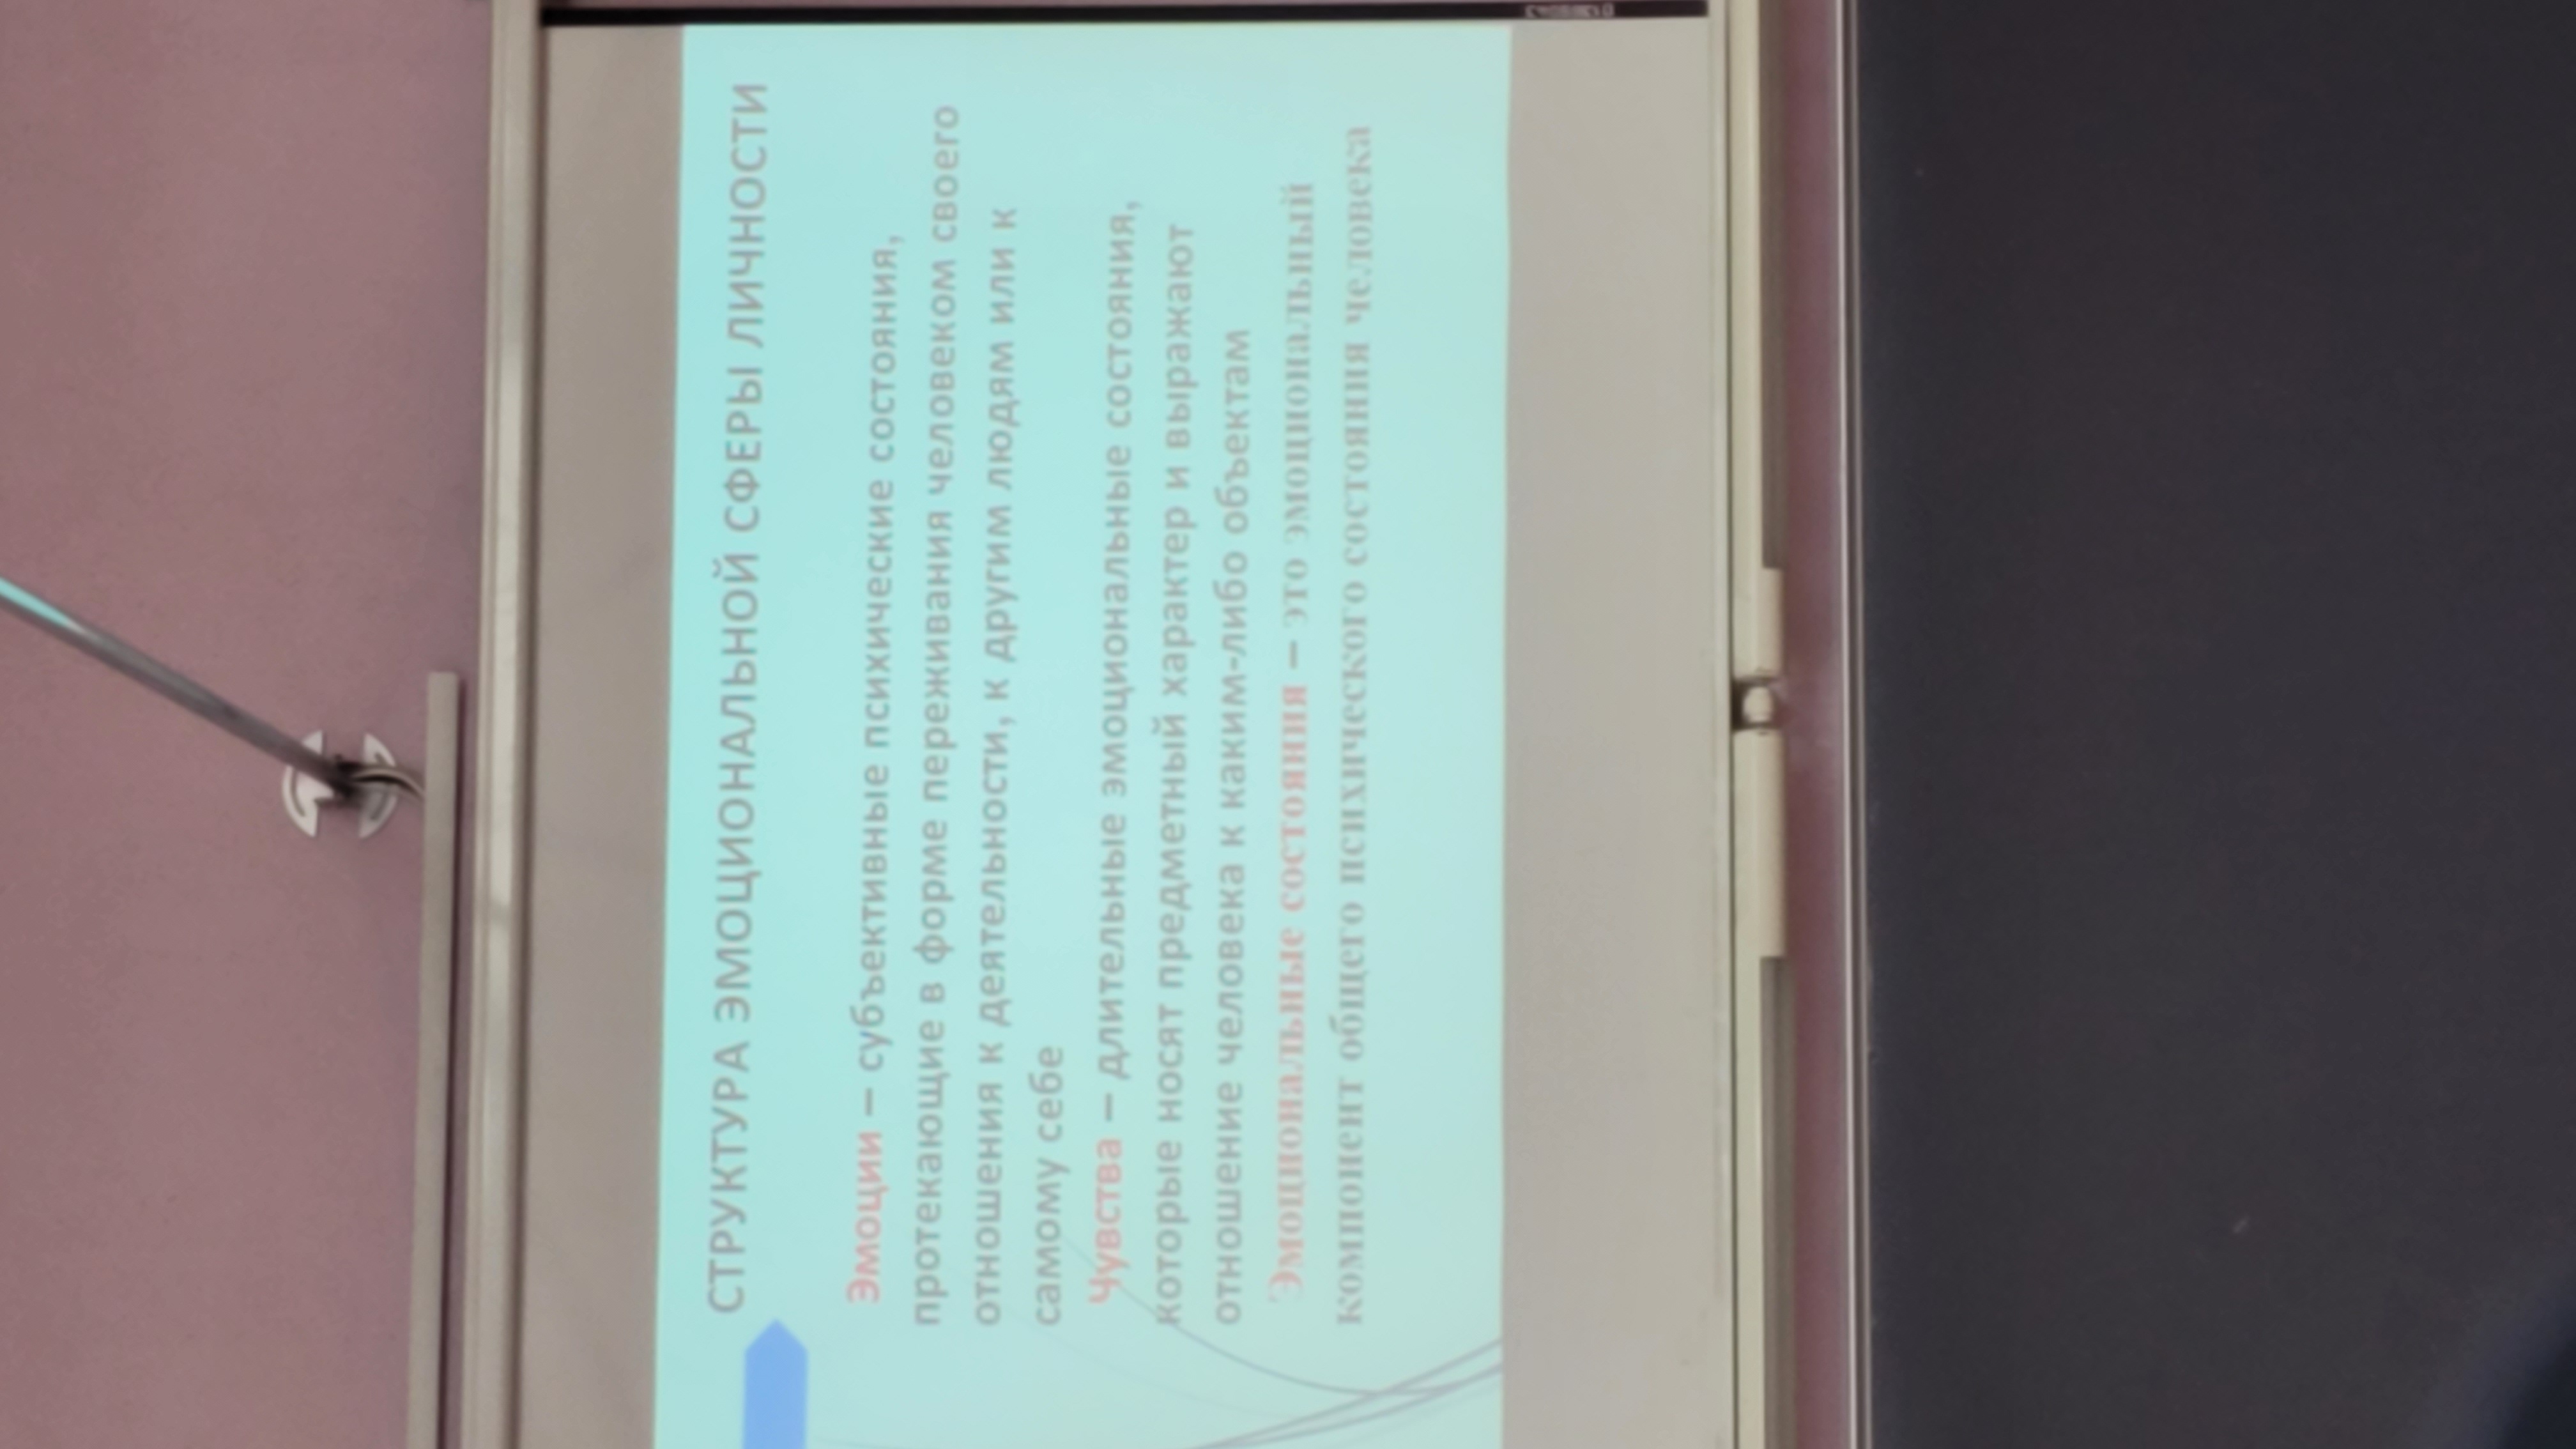 СТРУКТУРА ЭМОЦИОНАЛЬНОЙ СФЕРЫ ЛИЧНОСТИ
Эмоции – субъективные психические состояния,
протекающие в форме переживания человеком своего
отношения к деятельности, к другим людям или к
самому себе
Чувства – длительные эмоциональные состояния,
которые носят предметный характер и выражают
отношение человека к каким-либо объектам
Эмоциональные состояния – это эмоциональный
компонент общего психического состояния человека